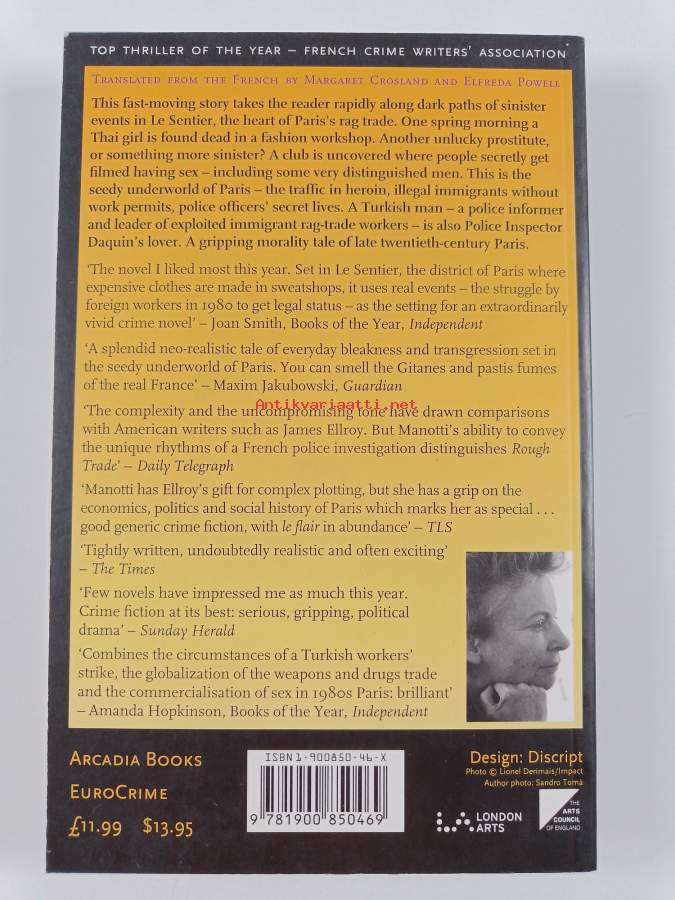 TOP THRILLER OF THE YEAR – FRENCH CRIME WRITERS' ASSOCIATION
TRANSLATED FROM THE FRENCH BY MARGARET CROSLAND AND ELFREDA POWELL
This fast-moving story takes the reader rapidly along dark paths of sinister
events in Le Sentier, the heart of Paris's rag trade. One spring morning a
Thai girl is found dead in a fashion workshop. Another unlucky prostitute,
or something more sinister? A club is uncovered where people secretly get
filmed having sex – including some very distinguished men. This is the
seedy underworld of Paris – the traffic in heroin, illegal immigrants without
work permits, police officers' secret lives. A Turkish man – a police informer
and leader of exploited immigrant rag-trade workers – is also Police Inspector
Daquin's lover. A gripping morality tale of late twentieth-century Paris.
'The novel I liked most this year. Set in Le Sentier, the district of Paris where
expensive clothes are made in sweatshops, it uses real events – the struggle by
foreign workers in 1980 to get legal status – as the setting for an extraordinarily
vivid crime novel' – Joan Smith, Books of the Year, Independent
'A splendid neo-realistic tale of everyday bleakness and transgression set in
the seedy underworld of Paris. You can smell the Gitanes and pastis fumes
of the real France' – Maxim Jakubowski, Guardian
Antikvariaatti.net
'The complexity and the uncompromising tone have drawn comparisons
with American writers such as James Ellroy. But Manotti's ability to convey
the unique rhythms of a French police investigation distinguishes Rough
Trade' – Daily Telegraph
'Manotti has Ellroy's gift for complex plotting, but she has a grip on the
economics, politics and social history of Paris which marks her as special . . .
good generic crime fiction, with le flair in abundance' – TLS
'Tightly written, undoubtedly realistic and often exciting'
– The Times
'Few novels have impressed me as much this year.
Crime fiction at its best: serious, gripping, political
drama' – Sunday Herald
'Combines the circumstances of a Turkish workers'
strike, the globalization of the weapons and drugs trade
and the commercialisation of sex in 1980s Paris: brilliant'
– Amanda Hopkinson, Books of the Year, Independent
ARCADIA BOOKS
EUROCRIME
£11.99 $13.95
ISBN 1-900850-46-X
9 781900 850469
Design: Discript
Photo © Lionel Derimais/Impact
Author photo: Sandro Tomà
LONDON
ARTS
THE
ARTS
COUNCIL
OF ENGLAND